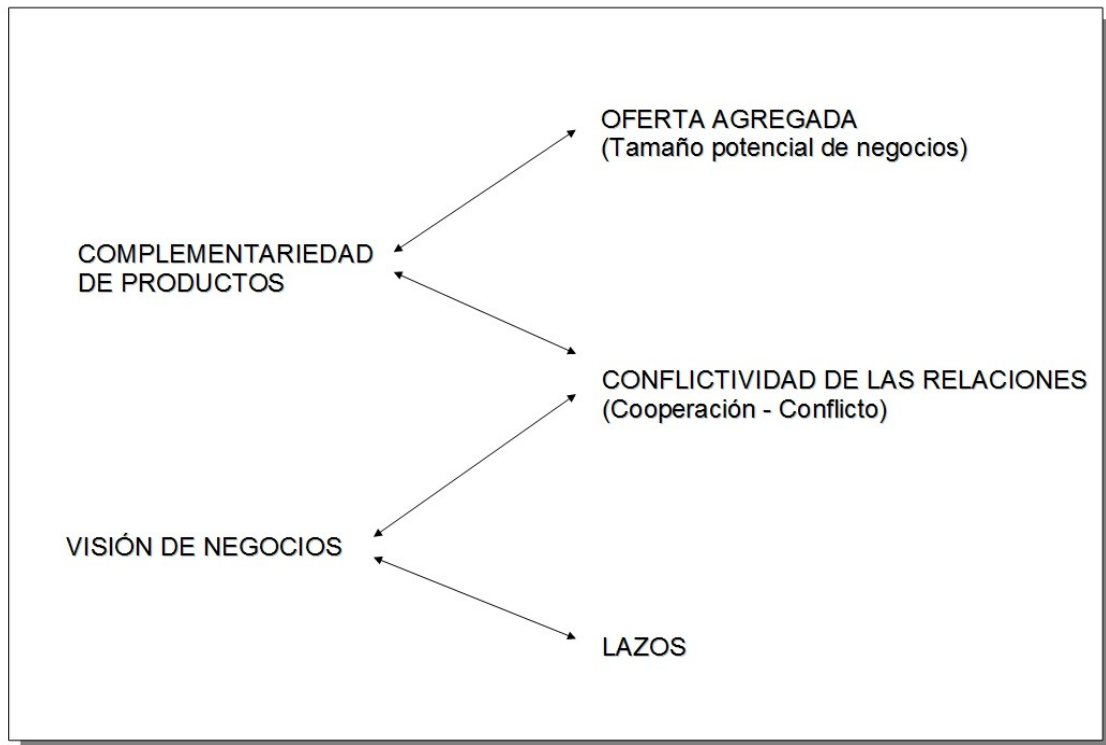 OFERTA AGREGADA
(Tamaño potencial de negocios)
COMPLEMENTARIEDAD
DE PRODUCTOS
CONFLICTIVIDAD DE LAS RELACIONES
(Cooperación - Conflicto)
VISIÓN DE NEGOCIOS
LAZOS